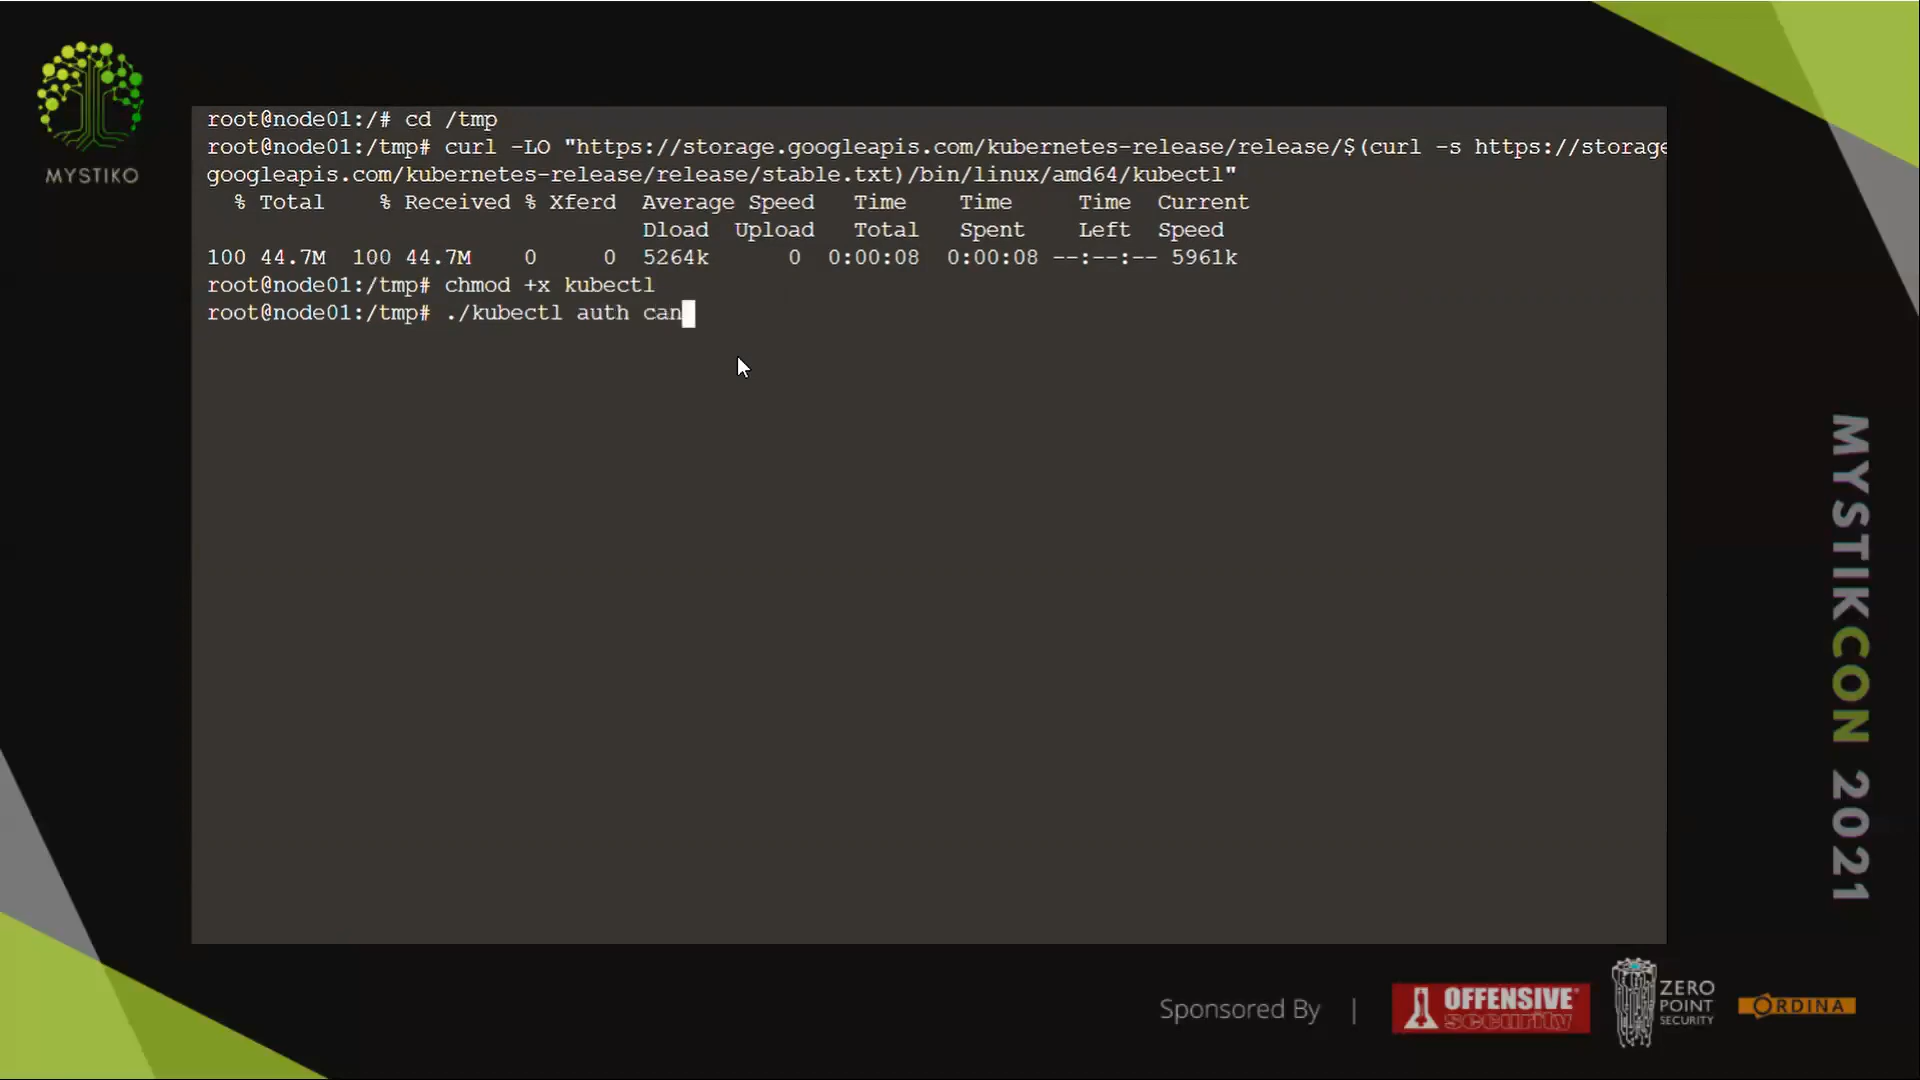 MYSTIKO
root@node01:/# cd /tmp
root@node01:/tmp# curl -LO "https://storage.googleapis.com/kubernetes-release/release/$(curl -s https://storage
googleapis.com/kubernetes-release/release/stable.txt)/bin/linux/amd64/kubectl"
% Total % Received % Xferd Average Speed Time Time Time Current
Dload Upload Total Spent Left Speed
100 44.7M 100 44.7M 0 0 5264k 0 0:00:08 0:00:08 --:--:-- 5961k
root@node01:/tmp# chmod +x kubectl
root@node01:/tmp# ./kubectl auth can
MYSTIKCON 2021
Sponsored By |
OFFENSIVE
security
ZERO
POINT
SECURITY
ORDINA